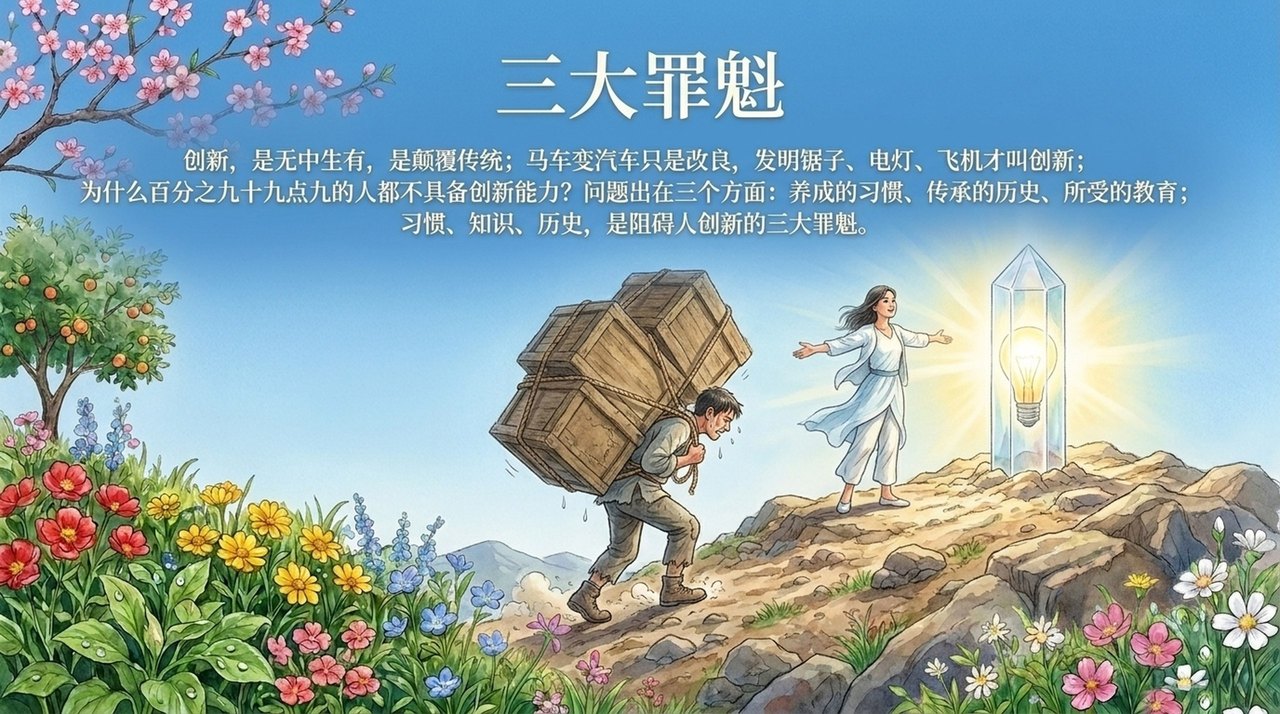 三大罪魁
创新，是无中生有，是颠覆传统；马车变汽车只是改良，发明锯子、电灯、飞机才叫创新；
为什么百分之九十九点九的人都不具备创新能力？问题出在三个方面：养成的习惯、传承的历史、所受的教育；
习惯、知识、历史，是阻碍人创新的三大罪魁。